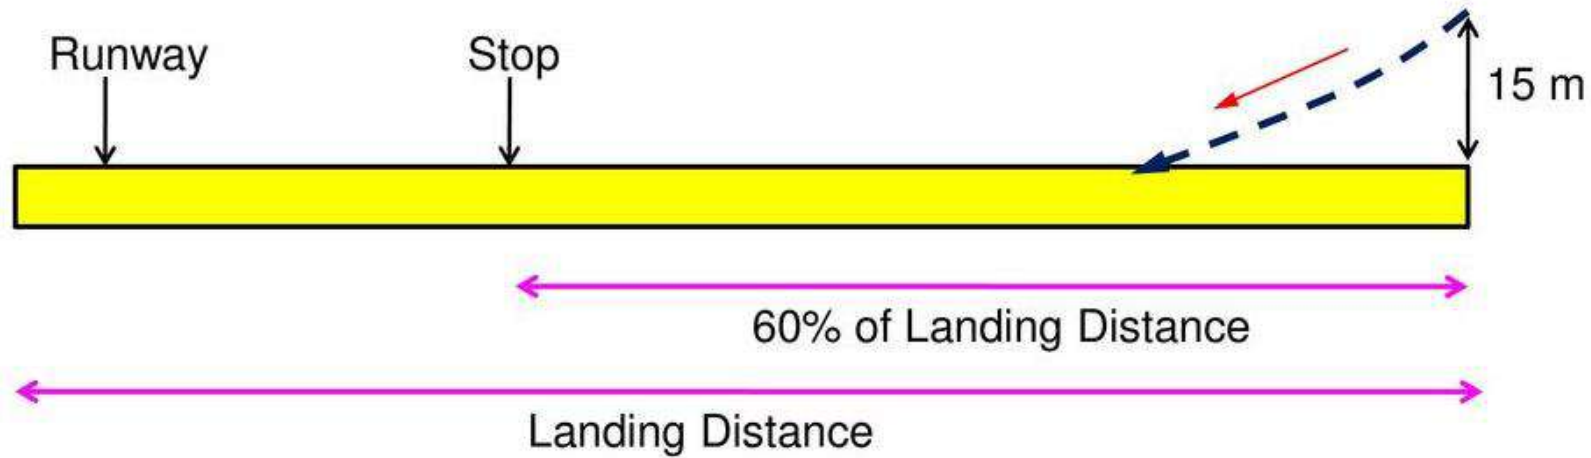 Runway
Stop
15 m
60% of Landing Distance
Landing Distance